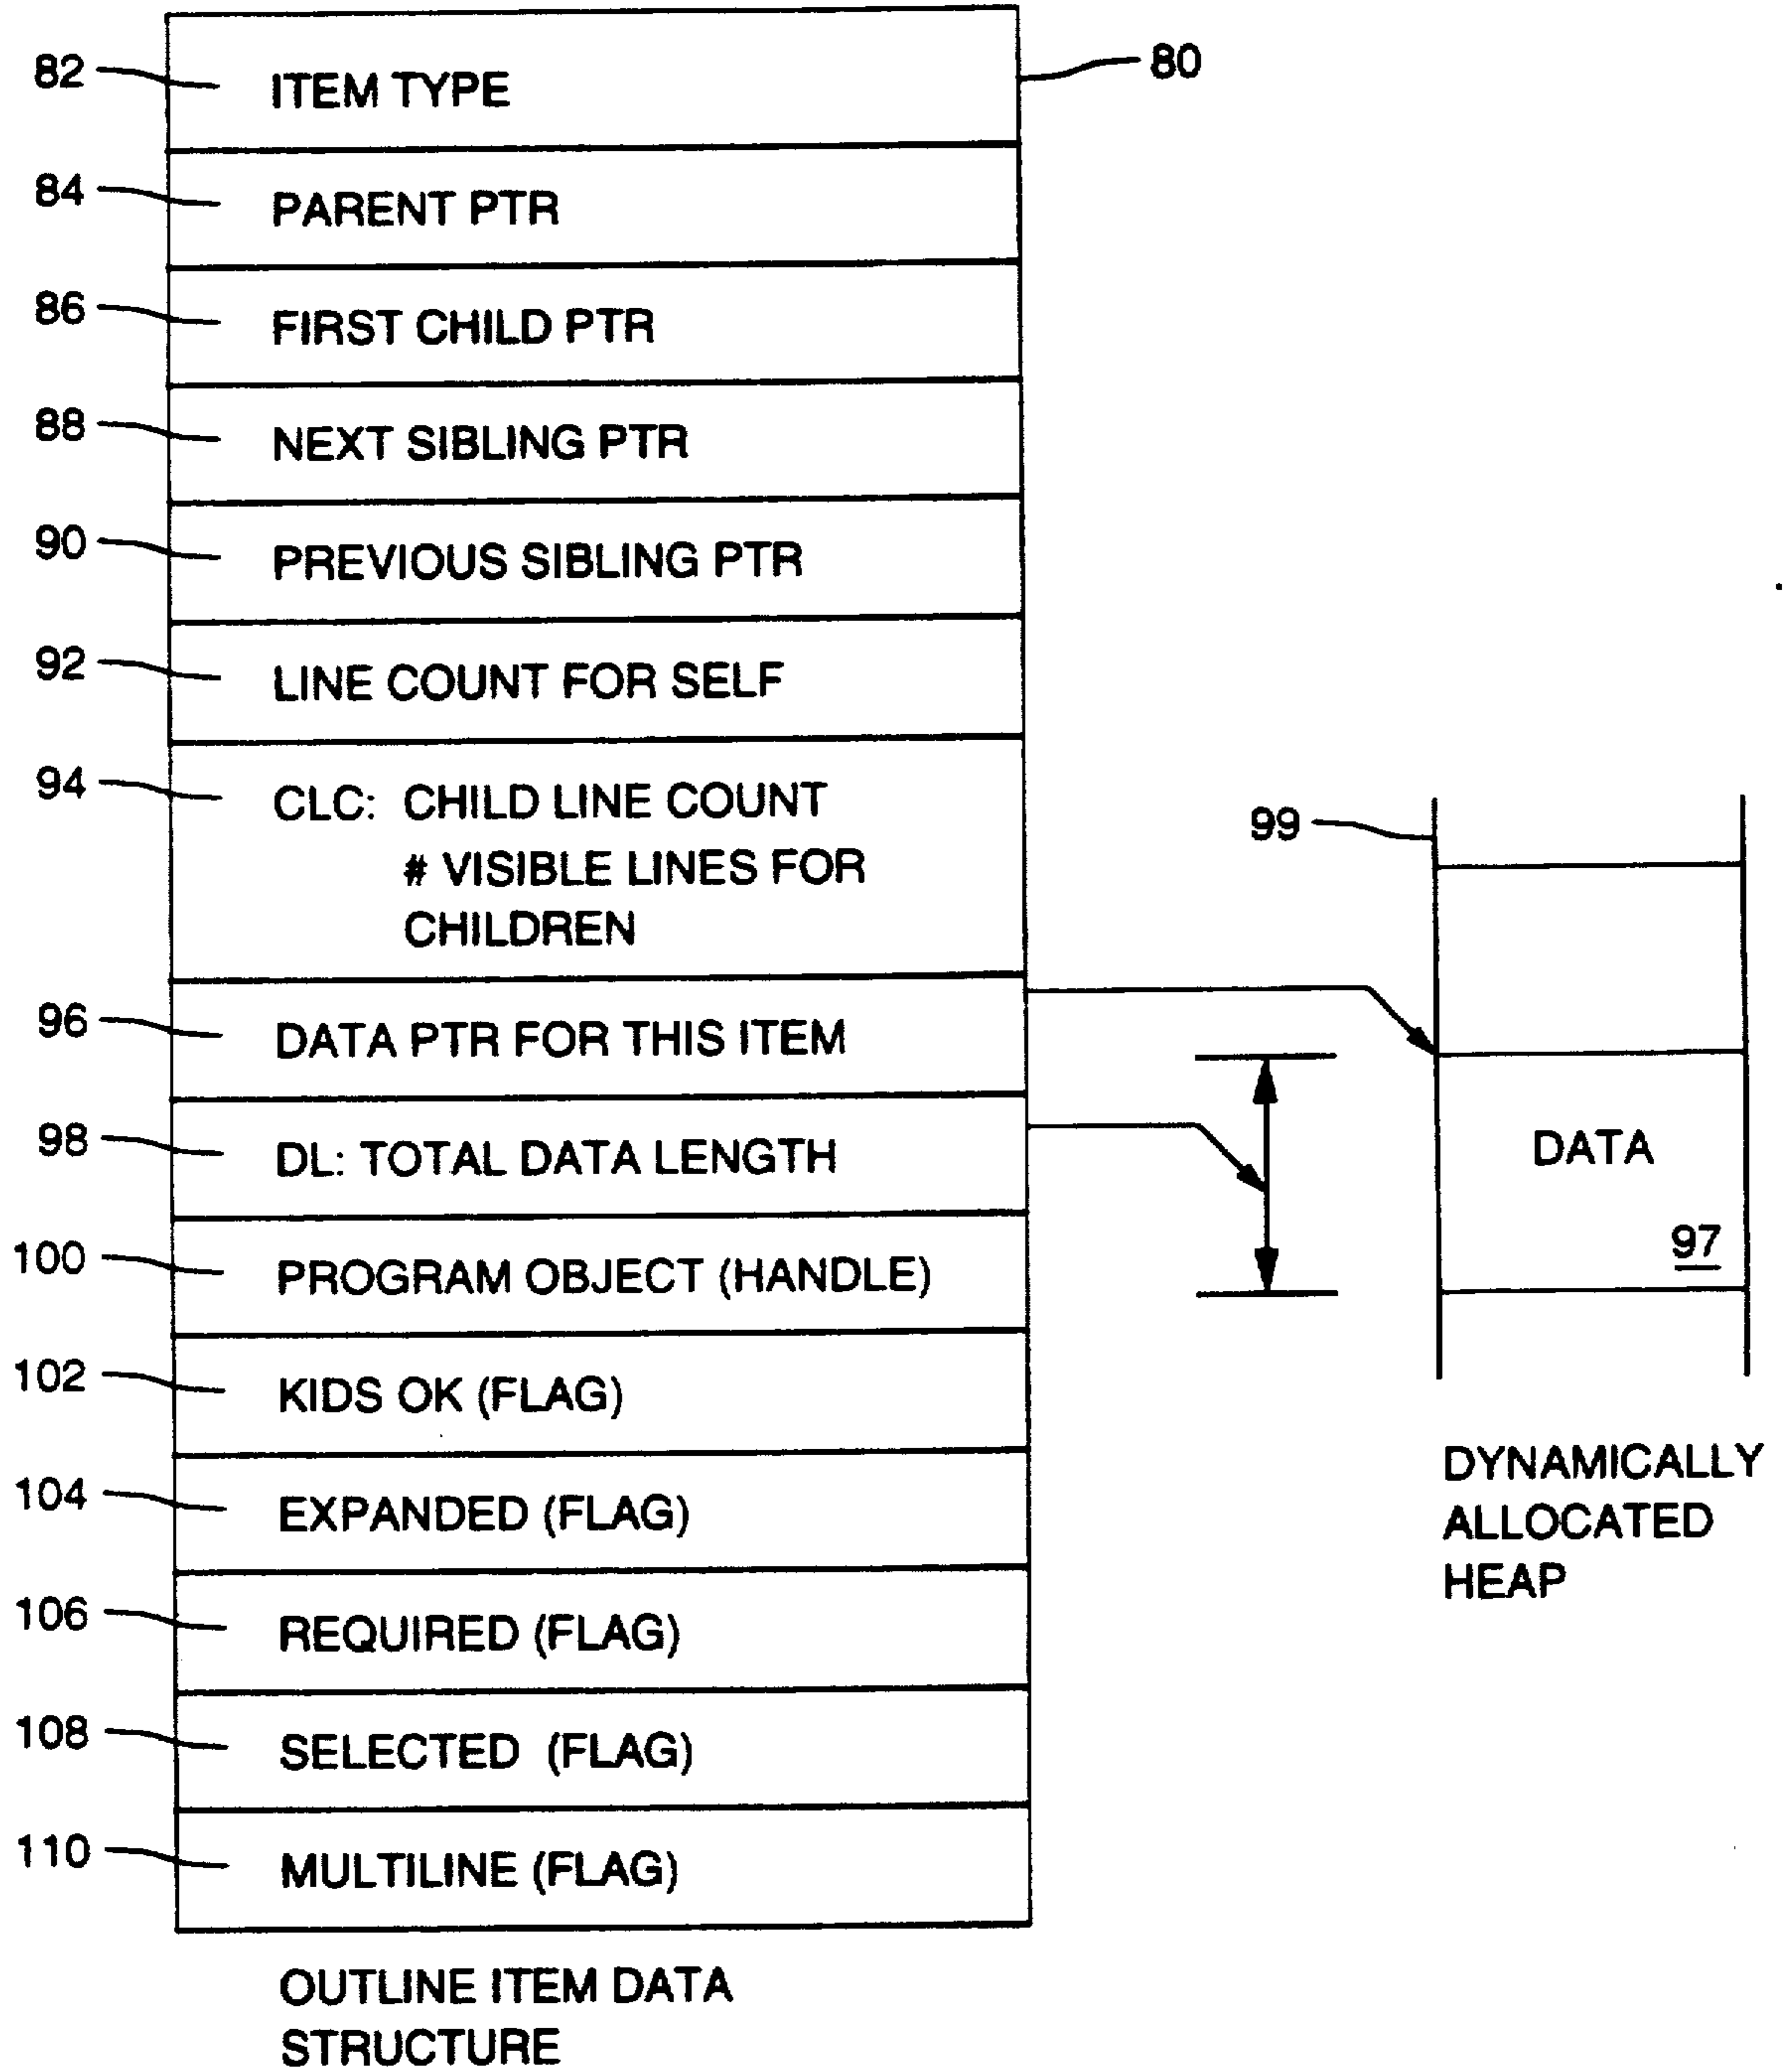 82 ITEM TYPE 80
84 PARENT PTR
86 FIRST CHILD PTR
88 NEXT SIBLING PTR
90 PREVIOUS SIBLING PTR
92 LINE COUNT FOR SELF
94 CLC: CHILD LINE COUNT
# VISIBLE LINES FOR
CHILDREN
96 DATA PTR FOR THIS ITEM
98 DL: TOTAL DATA LENGTH
100 PROGRAM OBJECT (HANDLE)
102 KIDS OK (FLAG)
104 EXPANDED (FLAG)
106 REQUIRED (FLAG)
108 SELECTED (FLAG)
110 MULTILINE (FLAG)
OUTLINE ITEM DATA
STRUCTURE
99
DATA
97
DYNAMICALLY
ALLOCATED
HEAP